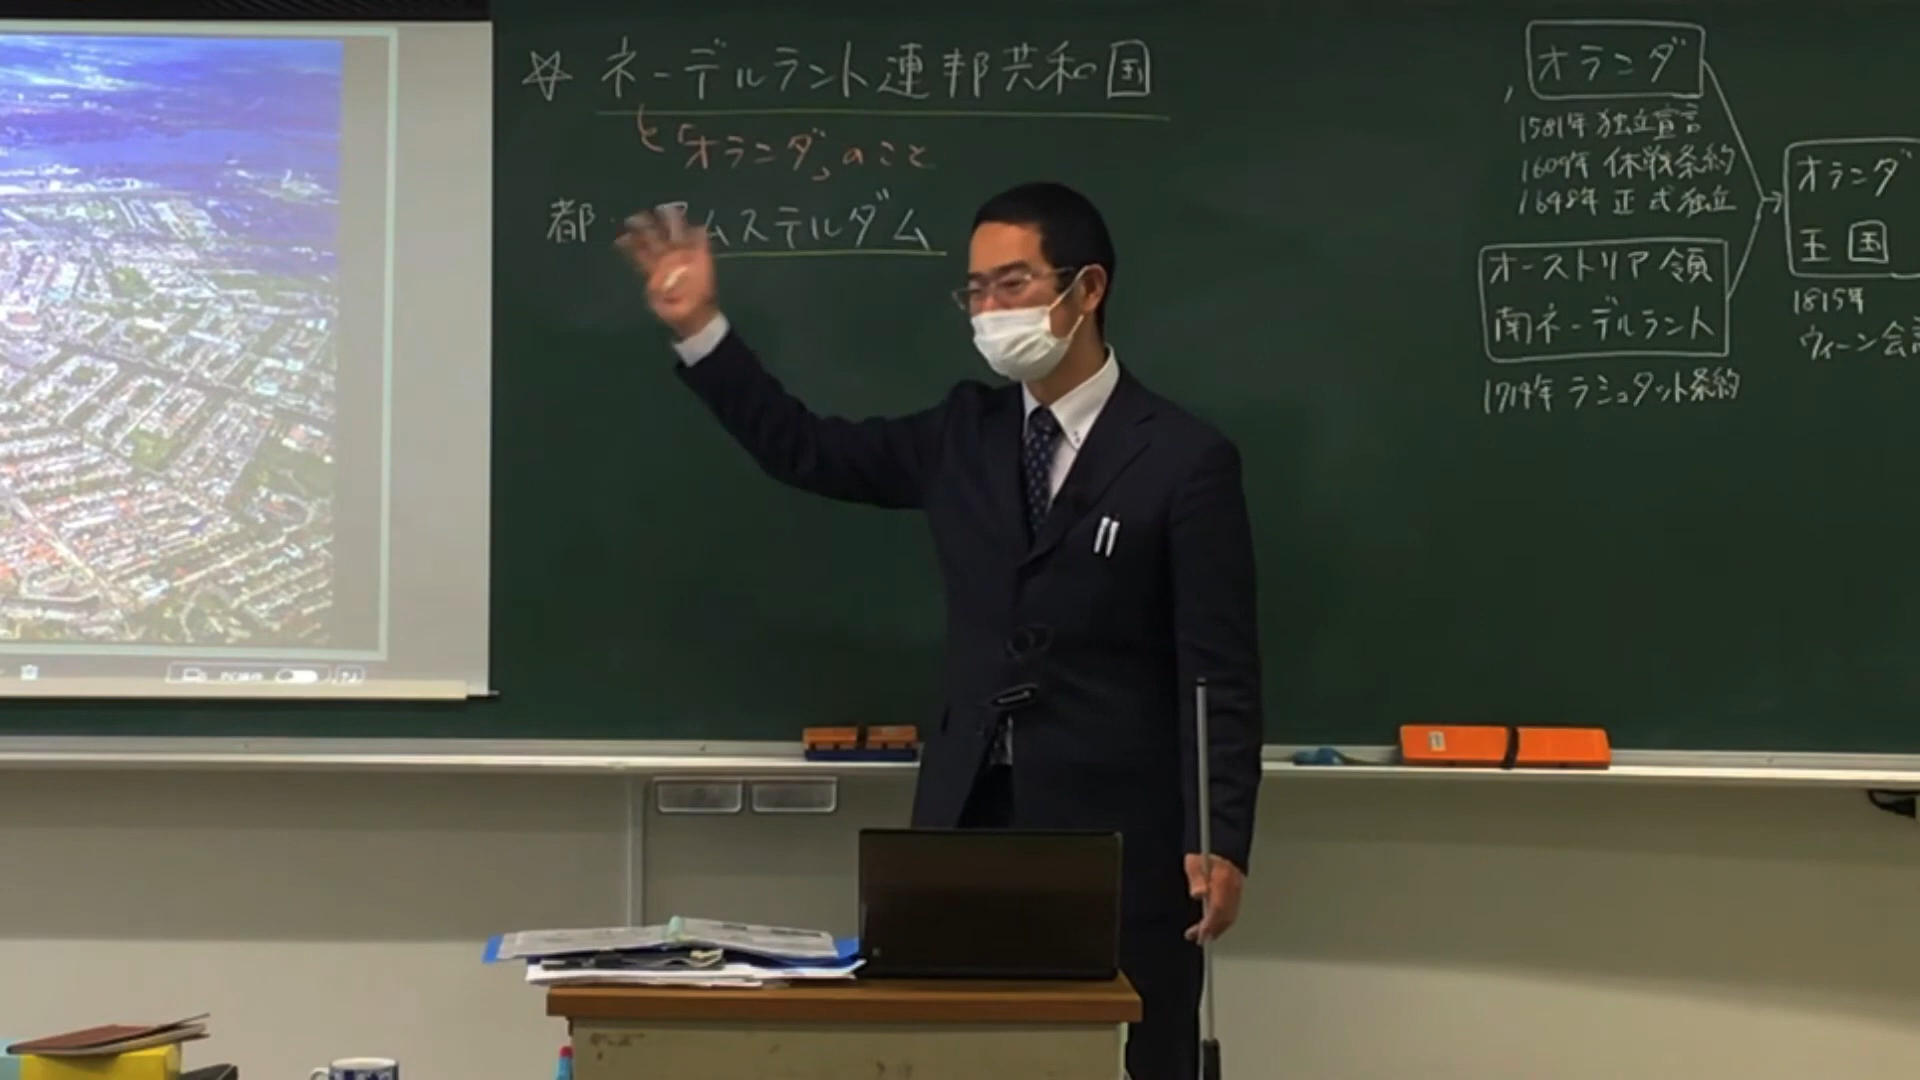 ☆ ネーデルラント連邦共和国
「オランダ」のこと
都 アムステルダム
オランダ
1581年 独立宣言
1609年 休戦条約
1648年 正式独立
オーストリア領
南ネーデルラント
1714年 ラシュタット条約
オランダ
王国
1815年
ウィーン会議